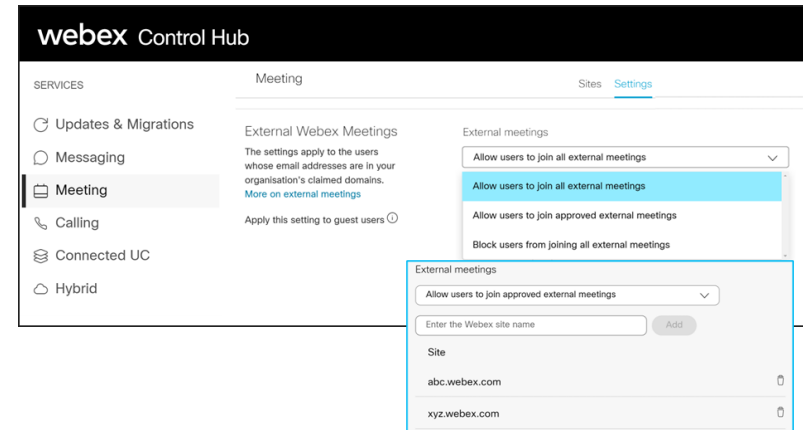 webex Control Hub
SERVICES
Updates & Migrations
Messaging
Meeting
Calling
Connected UC
Hybrid
Meeting
Sites Settings
External Webex Meetings
The settings apply to the users
whose email addresses are in your
organisation's claimed domains.
More on external meetings
Apply this setting to guest users
External meetings
Allow users to join all external meetings
Allow users to join all external meetings
Allow users to join approved external meetings
Block users from joining all external meetings
External meetings
Allow users to join approved external meetings
Enter the Webex site name Add
Site
abc.webex.com
xyz.webex.com